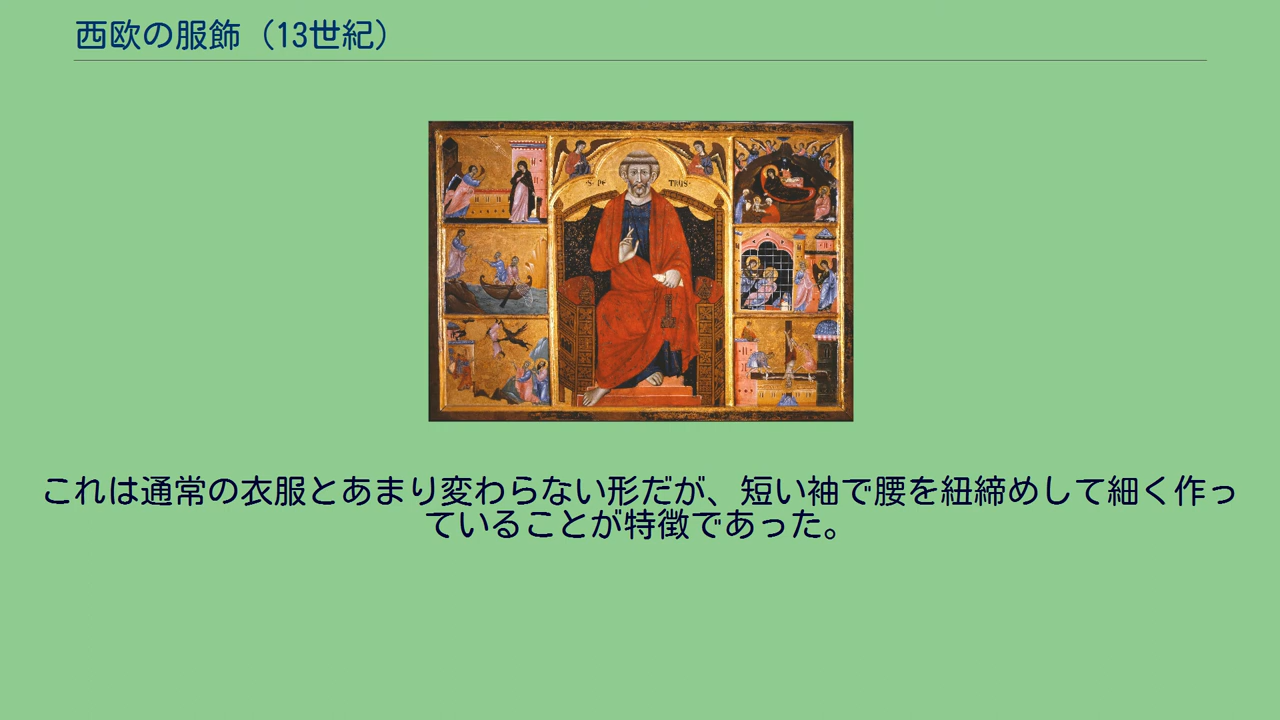 西欧の服飾（13世紀）
S. PE TRUS.
これは通常の衣服とあまり変わらない形だが、短い袖で腰を紐締めして細く作っ
ていることが特徴であった。